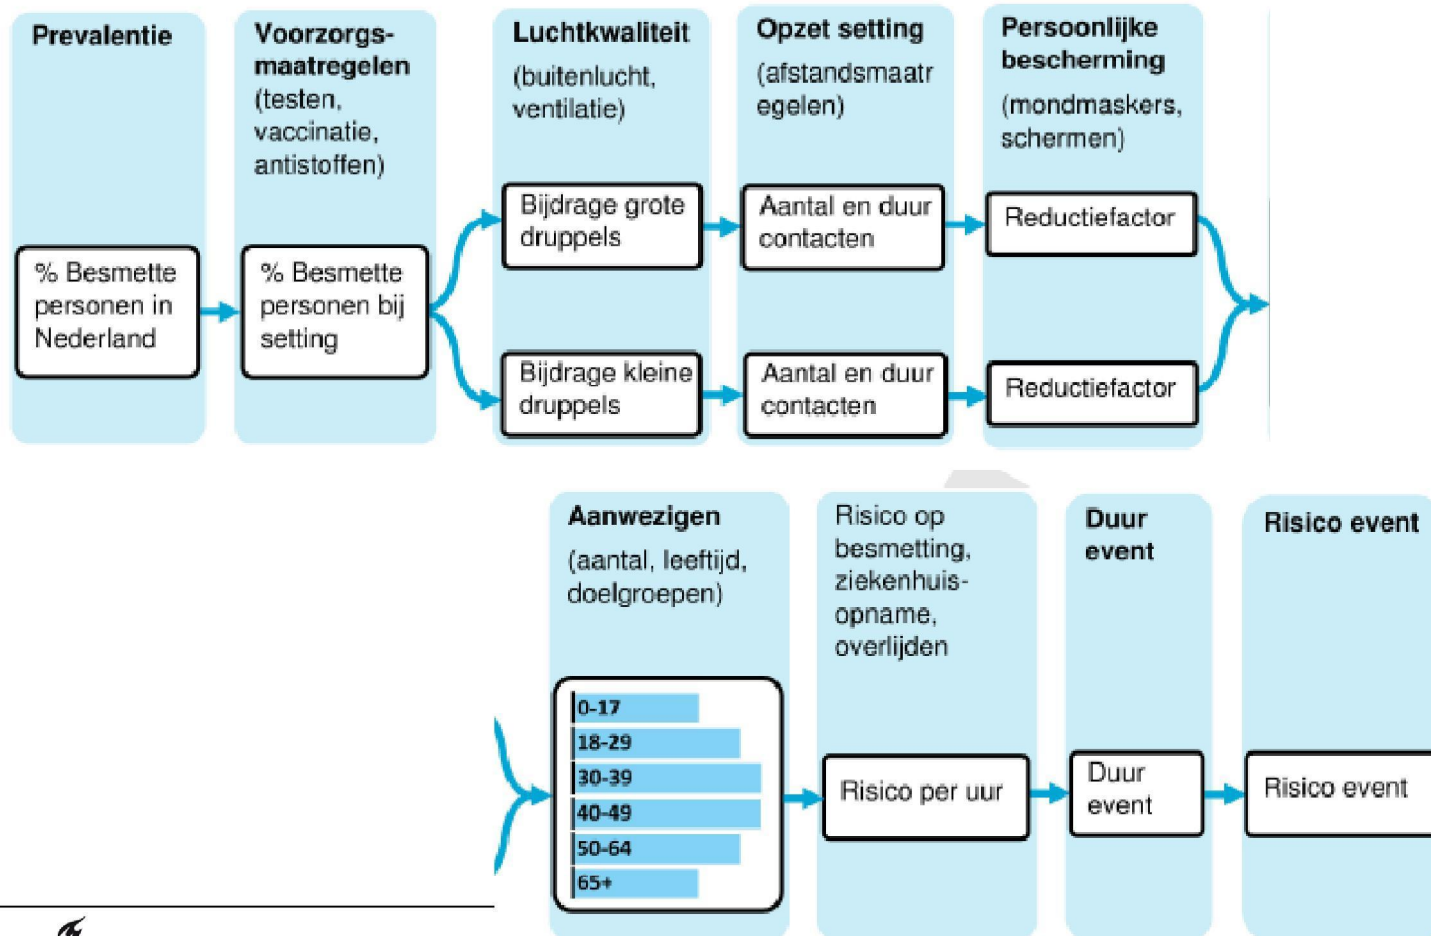 Prevalentie
% Besmette
personen in
Nederland
Voorzorgs-
maatregelen
(testen,
vaccinatie,
antistoffen)
% Besmette
personen bij
setting
Luchtkwaliteit
(buitenlucht,
ventilatie)
Bijdrage grote
druppels
Bijdrage kleine
druppels
Opzet setting
(afstandsmaatr
egelen)
Aantal en duur
contacten
Aantal en duur
contacten
Persoonlijke
bescherming
(mondmaskers,
schermen)
Reductiefactor
Reductiefactor
Aanwezigen
(aantal, leeftijd,
doelgroepen)
0-17
18-29
30-39
40-49
50-64
65+
Risico op
besmetting,
ziekenhuis-
opname,
overlijden
Risico per uur
Duur
event
Duur
event
Risico event
Risico event